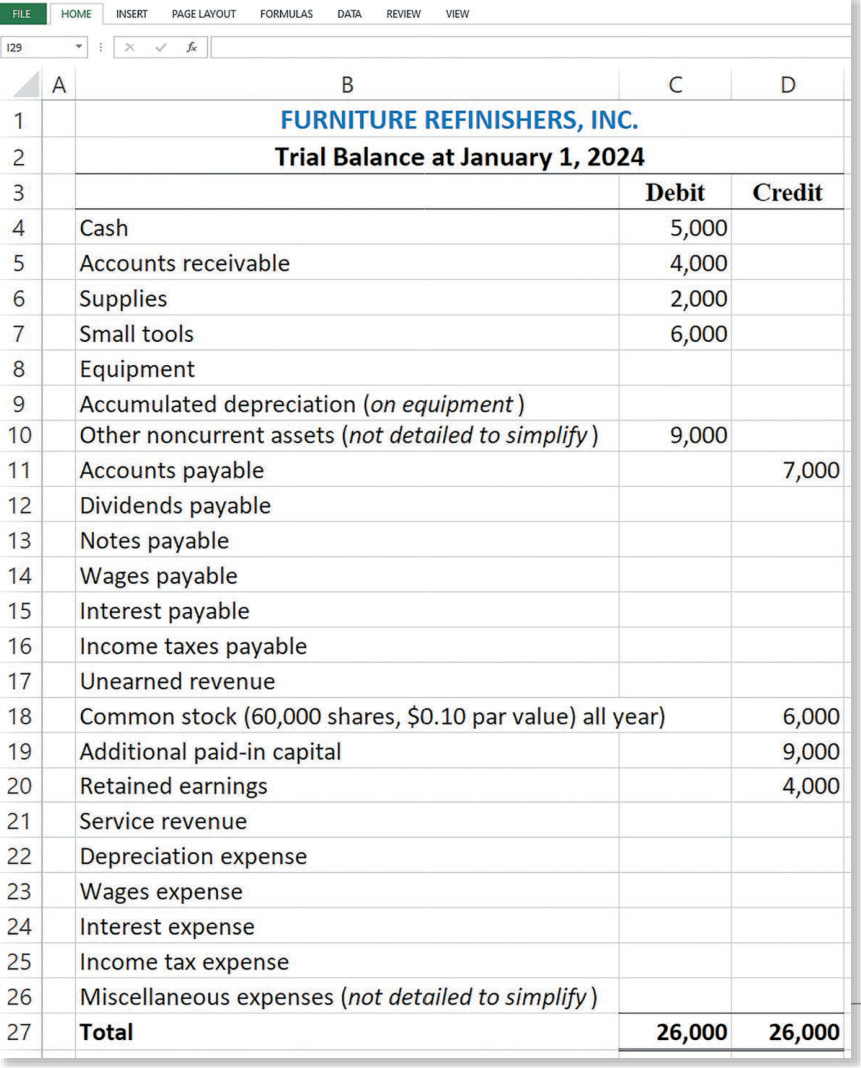 FILE HOME INSERT PAGE LAYOUT FORMULAS DATA REVIEW VIEW
I29 fx
A B C D
1 FURNITURE REFINISHERS, INC.
2 Trial Balance at January 1, 2024
3 Debit Credit
4 Cash 5,000
5 Accounts receivable 4,000
6 Supplies 2,000
7 Small tools 6,000
8 Equipment
9 Accumulated depreciation (on equipment)
10 Other noncurrent assets (not detailed to simplify) 9,000
11 Accounts payable 7,000
12 Dividends payable
13 Notes payable
14 Wages payable
15 Interest payable
16 Income taxes payable
17 Unearned revenue
18 Common stock (60,000 shares, $0.10 par value) all year) 6,000
19 Additional paid-in capital 9,000
20 Retained earnings 4,000
21 Service revenue
22 Depreciation expense
23 Wages expense
24 Interest expense
25 Income tax expense
26 Miscellaneous expenses (not detailed to simplify)
27 Total 26,000 26,000